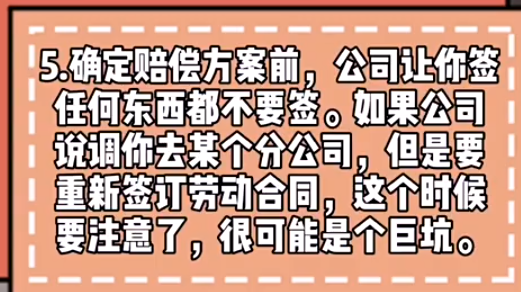 5.确定赔偿方案前，公司让你签
任何东西都不要签。如果公司
说调你去某个分公司，但是要
重新签订劳动合同，这个时候
要注意了，很可能是个巨坑。